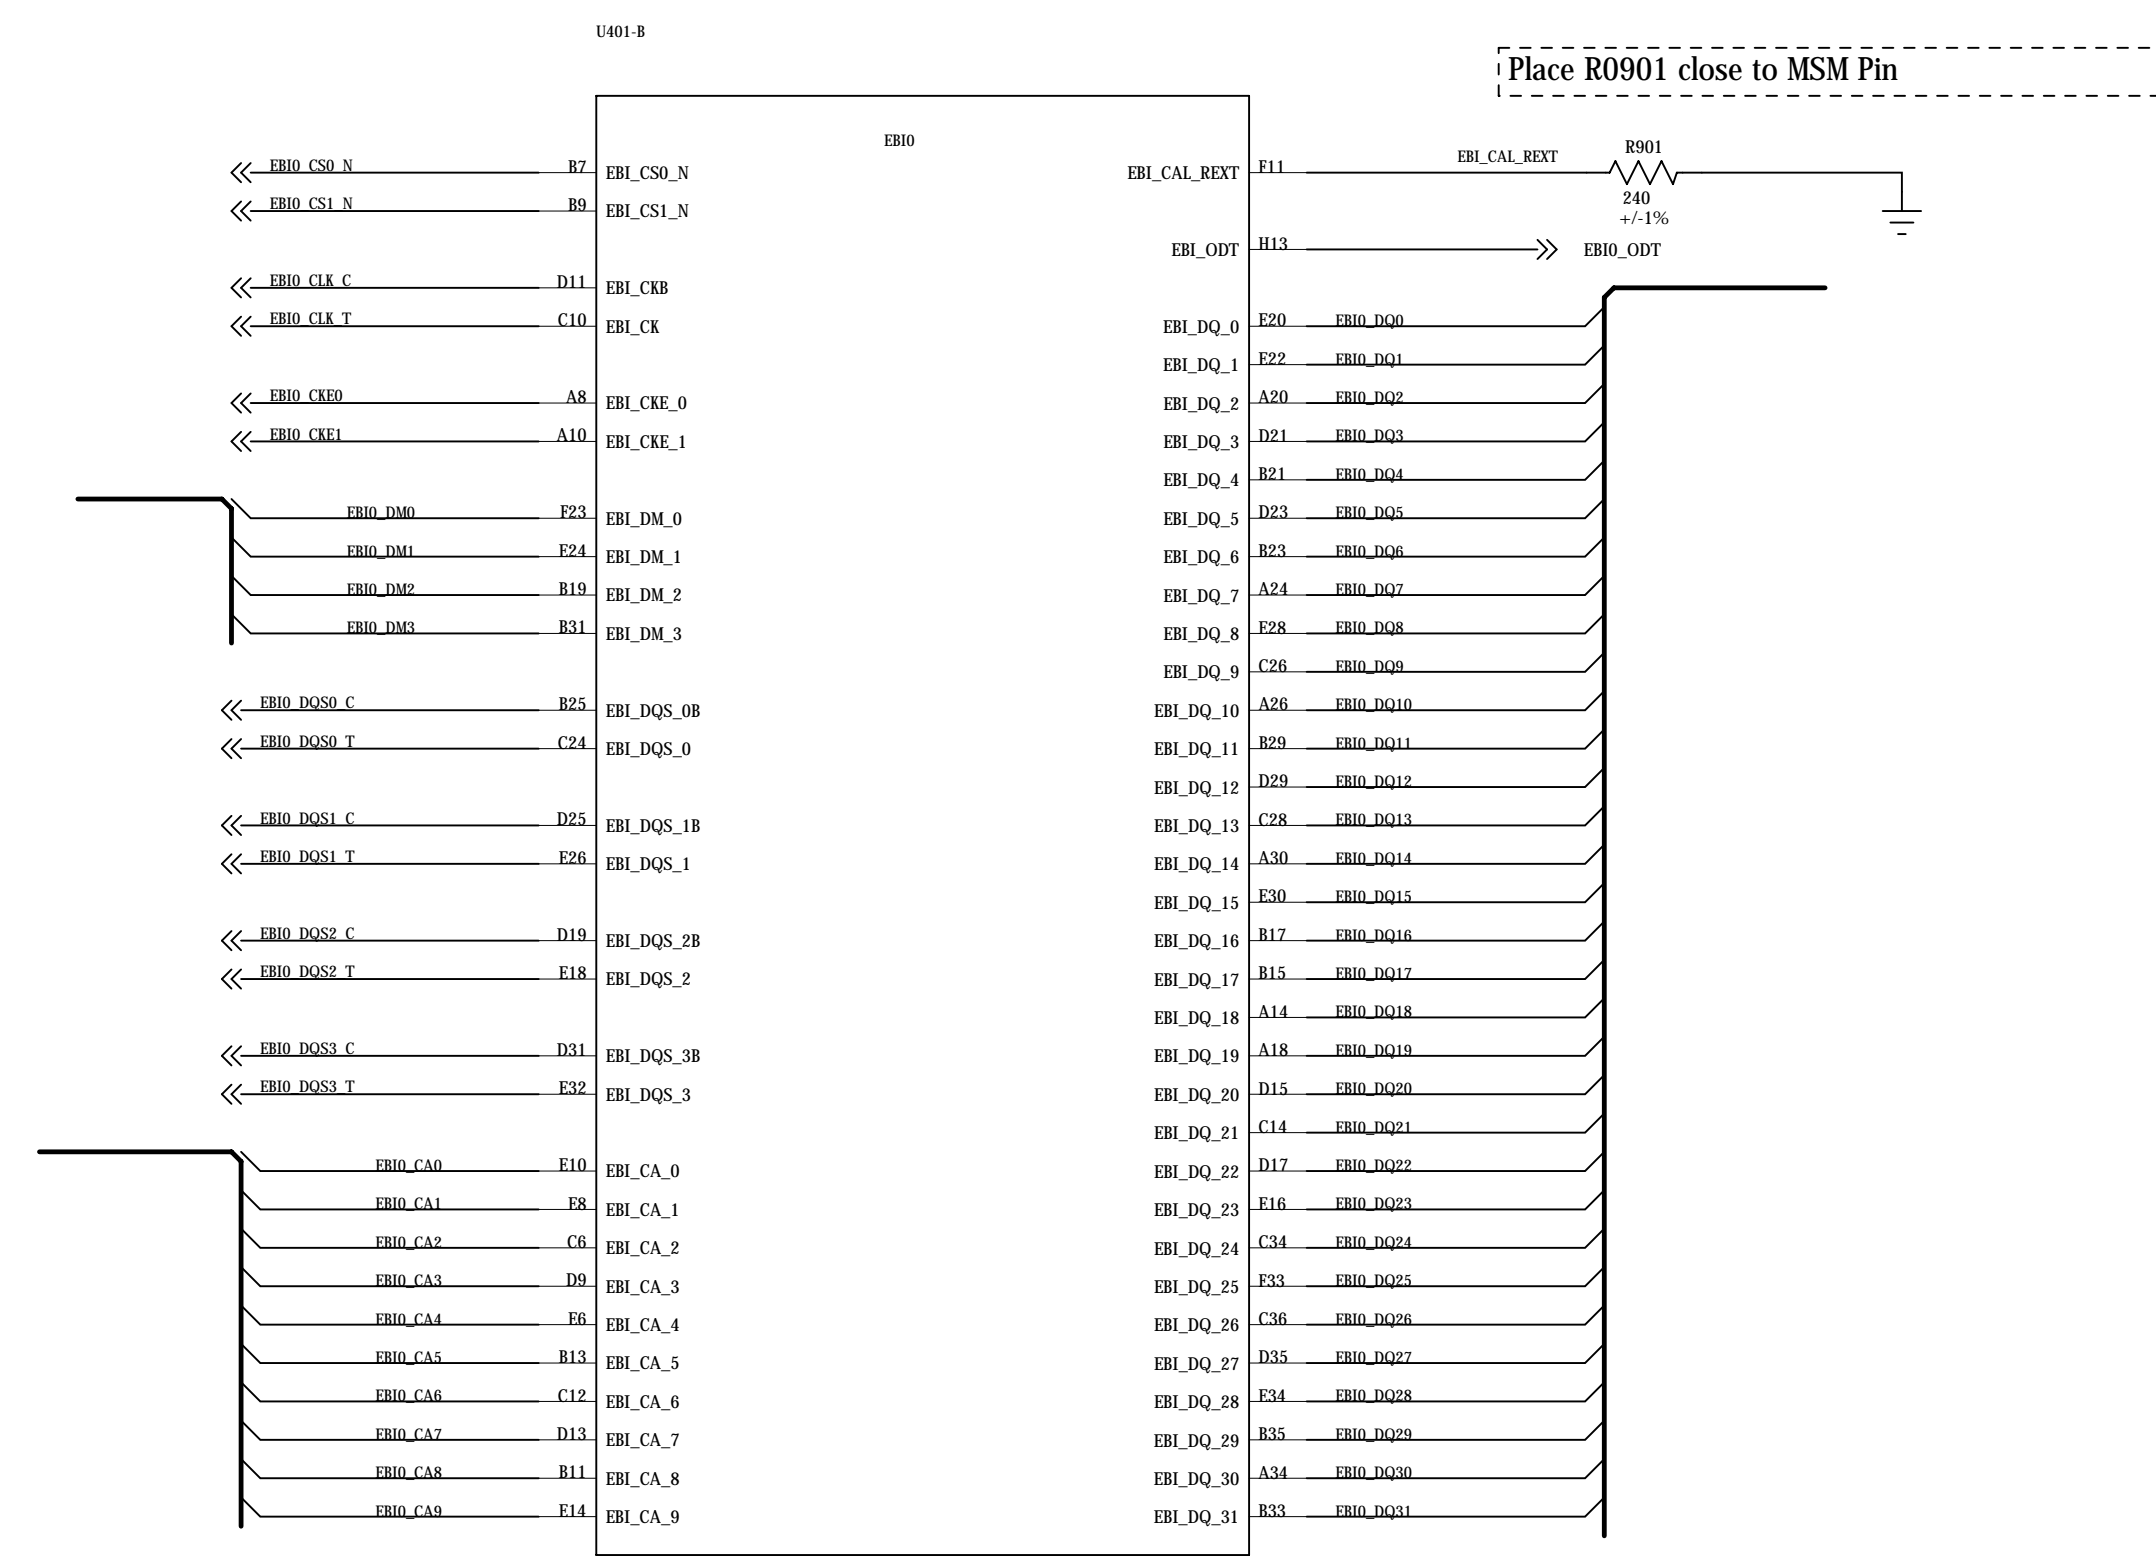 U401-B
Place R0901 close to MSM Pin
EBI0
EBI0_CS0_N B7 EBI_CS0_N
EBI_CAL_REXT F11 EBI_CAL_REXT R901
240
+/-1%
EBI0_CS1_N B9 EBI_CS1_N
EBI_ODT H13 EBI0_ODT
EBI0_CLK_C D11 EBI_CKB
EBI0_CLK_T C10 EBI_CK EBI_DQ_0 E20 EBI0_DQ0
EBI_DQ_1 E22 EBI0_DQ1
EBI0_CKE0 A8 EBI_CKE_0 EBI_DQ_2 A20 EBI0_DQ2
EBI0_CKE1 A10 EBI_CKE_1 EBI_DQ_3 D21 EBI0_DQ3
EBI_DQ_4 B21 EBI0_DQ4
EBI0_DM0 F23 EBI_DM_0 EBI_DQ_5 D23 EBI0_DQ5
EBI0_DM1 E24 EBI_DM_1 EBI_DQ_6 B23 EBI0_DQ6
EBI0_DM2 B19 EBI_DM_2 EBI_DQ_7 A24 EBI0_DQ7
EBI0_DM3 B31 EBI_DM_3 EBI_DQ_8 E28 EBI0_DQ8
EBI_DQ_9 C26 EBI0_DQ9
EBI0_DQS0_C B25 EBI_DQS_0B EBI_DQ_10 A26 EBI0_DQ10
EBI0_DQS0_T C24 EBI_DQS_0 EBI_DQ_11 B29 EBI0_DQ11
EBI_DQ_12 D29 EBI0_DQ12
EBI0_DQS1_C D25 EBI_DQS_1B EBI_DQ_13 C28 EBI0_DQ13
EBI0_DQS1_T E26 EBI_DQS_1 EBI_DQ_14 A30 EBI0_DQ14
EBI_DQ_15 E30 EBI0_DQ15
EBI0_DQS2_C D19 EBI_DQS_2B EBI_DQ_16 B17 EBI0_DQ16
EBI0_DQS2_T E18 EBI_DQS_2 EBI_DQ_17 B15 EBI0_DQ17
EBI_DQ_18 A14 EBI0_DQ18
EBI0_DQS3_C D31 EBI_DQS_3B EBI_DQ_19 A18 EBI0_DQ19
EBI0_DQS3_T E32 EBI_DQS_3 EBI_DQ_20 D15 EBI0_DQ20
EBI_DQ_21 C14 EBI0_DQ21
EBI0_CA0 E10 EBI_CA_0 EBI_DQ_22 D17 EBI0_DQ22
EBI0_CA1 E8 EBI_CA_1 EBI_DQ_23 E16 EBI0_DQ23
EBI0_CA2 C6 EBI_CA_2 EBI_DQ_24 C34 EBI0_DQ24
EBI0_CA3 D9 EBI_CA_3 EBI_DQ_25 F33 EBI0_DQ25
EBI0_CA4 E6 EBI_CA_4 EBI_DQ_26 C36 EBI0_DQ26
EBI0_CA5 B13 EBI_CA_5 EBI_DQ_27 D35 EBI0_DQ27
EBI0_CA6 C12 EBI_CA_6 EBI_DQ_28 E34 EBI0_DQ28
EBI0_CA7 D13 EBI_CA_7 EBI_DQ_29 B35 EBI0_DQ29
EBI0_CA8 B11 EBI_CA_8 EBI_DQ_30 A34 EBI0_DQ30
EBI0_CA9 E14 EBI_CA_9 EBI_DQ_31 B33 EBI0_DQ31